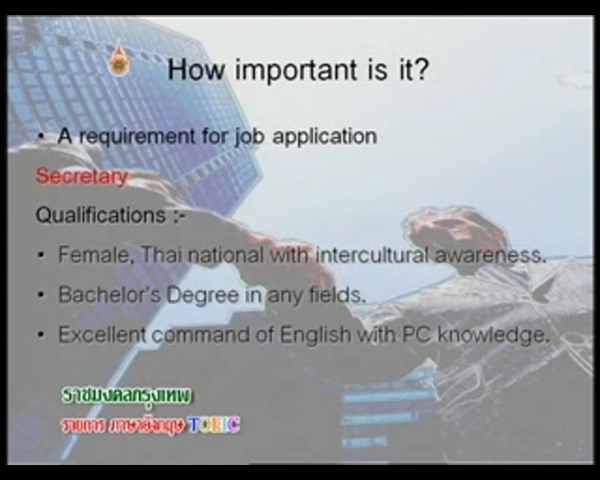 How important is it?
• A requirement for job application
Secretary
Qualifications :-
• Female, Thai national with intercultural awareness.
• Bachelor's Degree in any fields.
• Excellent command of English with PC knowledge.
ราชมงคลกรุงเทพ
รายการ ภาษาอังกฤษ TOEIC